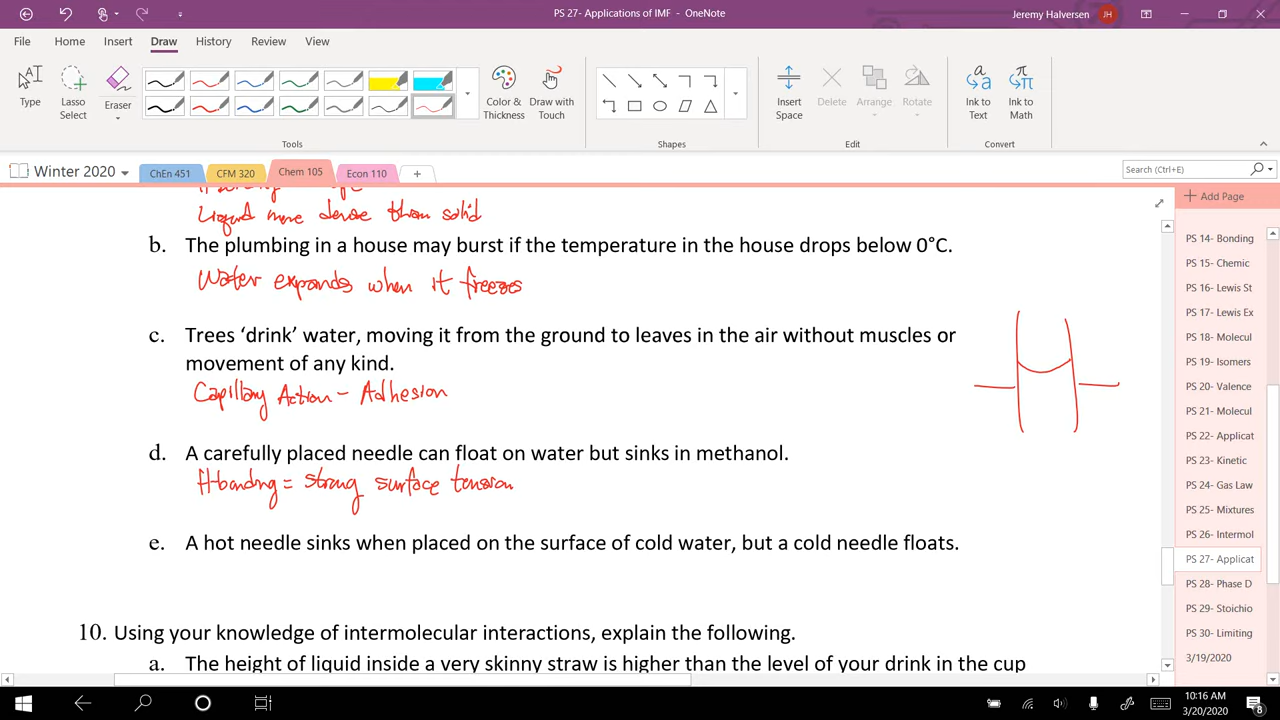 PS 27- Applications of IMF - OneNote
Jeremy Halversen
JH
File
Home
Insert
Draw
History
Review
View
Type
Lasso Select
Eraser
Color & Thickness
Draw with Touch
Insert Space
Delete
Arrange
Rotate
Ink to Text
Ink to Math
Tools
Shapes
Edit
Convert
Winter 2020
ChEn 451
CFM 320
Chem 105
Econ 110
Search (Ctrl+E)
Liquid more dense than solid
b. The plumbing in a house may burst if the temperature in the house drops below 0°C.
Water expands when it freezes
c. Trees ‘drink’ water, moving it from the ground to leaves in the air without muscles or
movement of any kind.
Capillary Action - Adhesion
d. A carefully placed needle can float on water but sinks in methanol.
H-bonding = strong surface tension
e. A hot needle sinks when placed on the surface of cold water, but a cold needle floats.
10. Using your knowledge of intermolecular interactions, explain the following.
a. The height of liquid inside a very skinny straw is higher than the level of your drink in the cup
Add Page
PS 14- Bonding
PS 15- Chemic
PS 16- Lewis St
PS 17- Lewis Ex
PS 18- Molecul
PS 19- Isomers
PS 20- Valence
PS 21- Molecul
PS 22- Applicat
PS 23- Kinetic
PS 24- Gas Law
PS 25- Mixtures
PS 26- Intermol
PS 27- Applicat
PS 28- Phase D
PS 29- Stoichio
PS 30- Limiting
3/19/2020
10:16 AM
3/20/2020
8